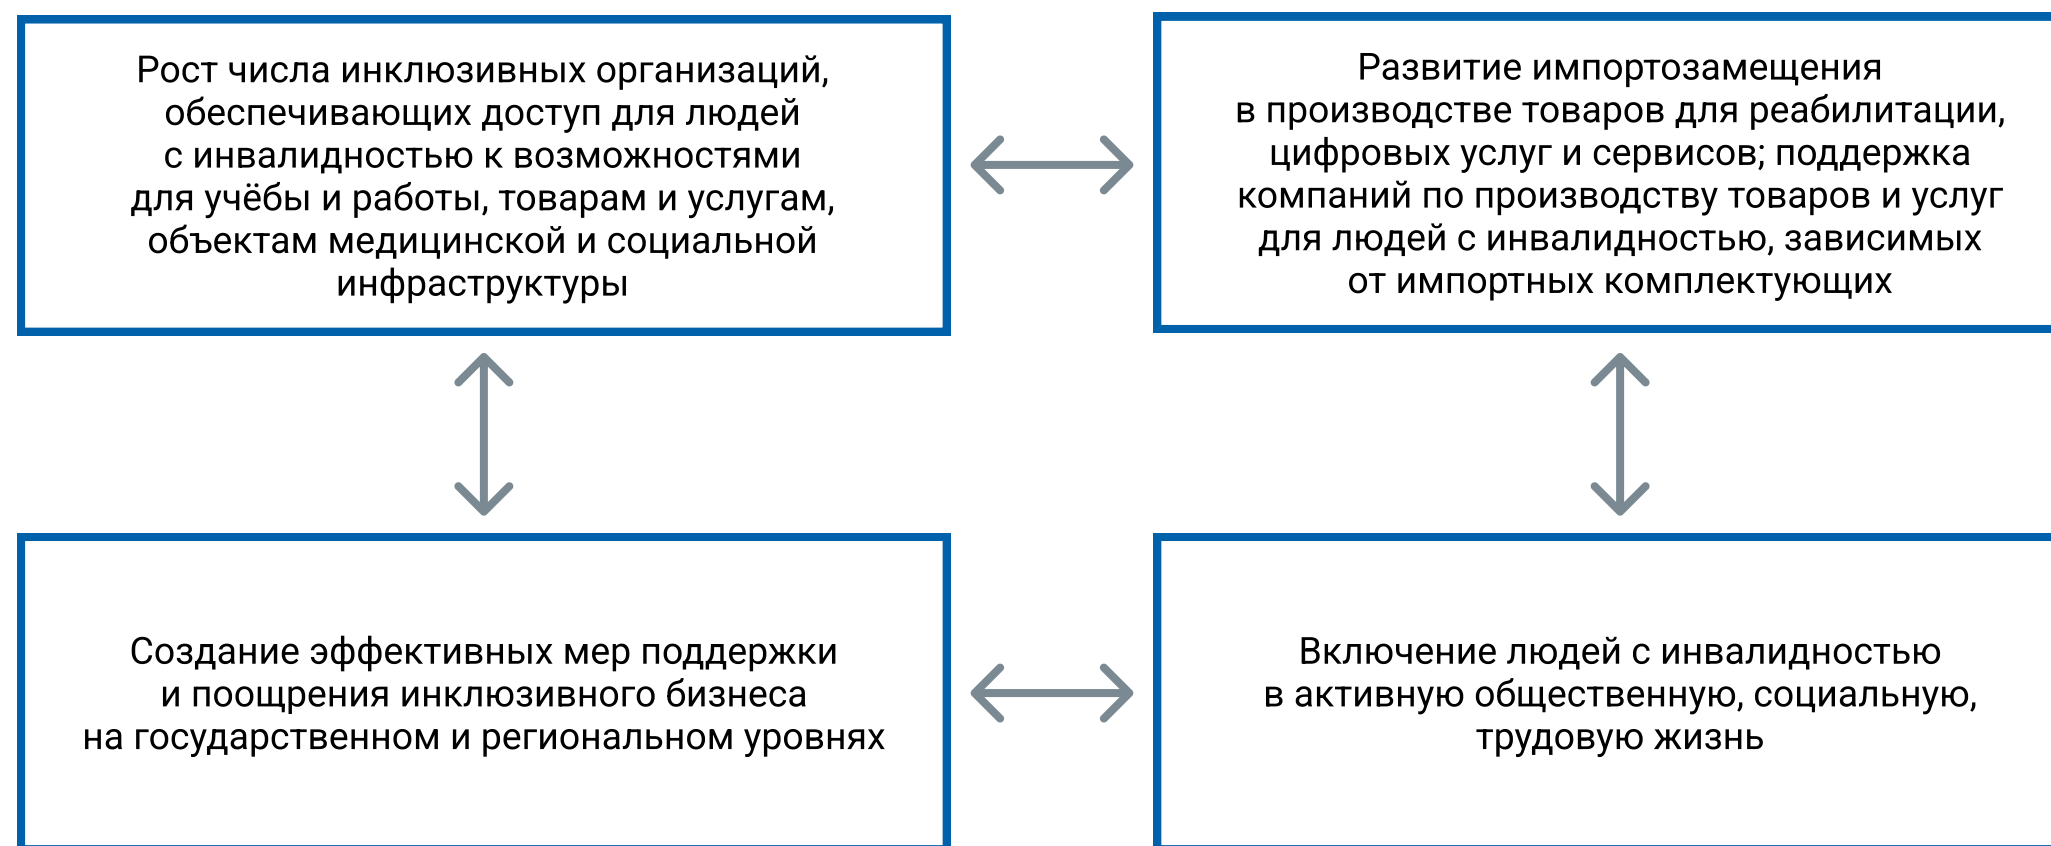 Рост числа инклюзивных организаций,
обеспечивающих доступ для людей
с инвалидностью к возможностями
для учёбы и работы, товарам и услугам,
объектам медицинской и социальной
инфраструктуры
Развитие импортозамещения
в производстве товаров для реабилитации,
цифровых услуг и сервисов; поддержка
компаний по производству товаров и услуг
для людей с инвалидностью, зависимых
от импортных комплектующих
Создание эффективных мер поддержки
и поощрения инклюзивного бизнеса
на государственном и региональном уровнях
Включение людей с инвалидностью
в активную общественную, социальную,
трудовую жизнь